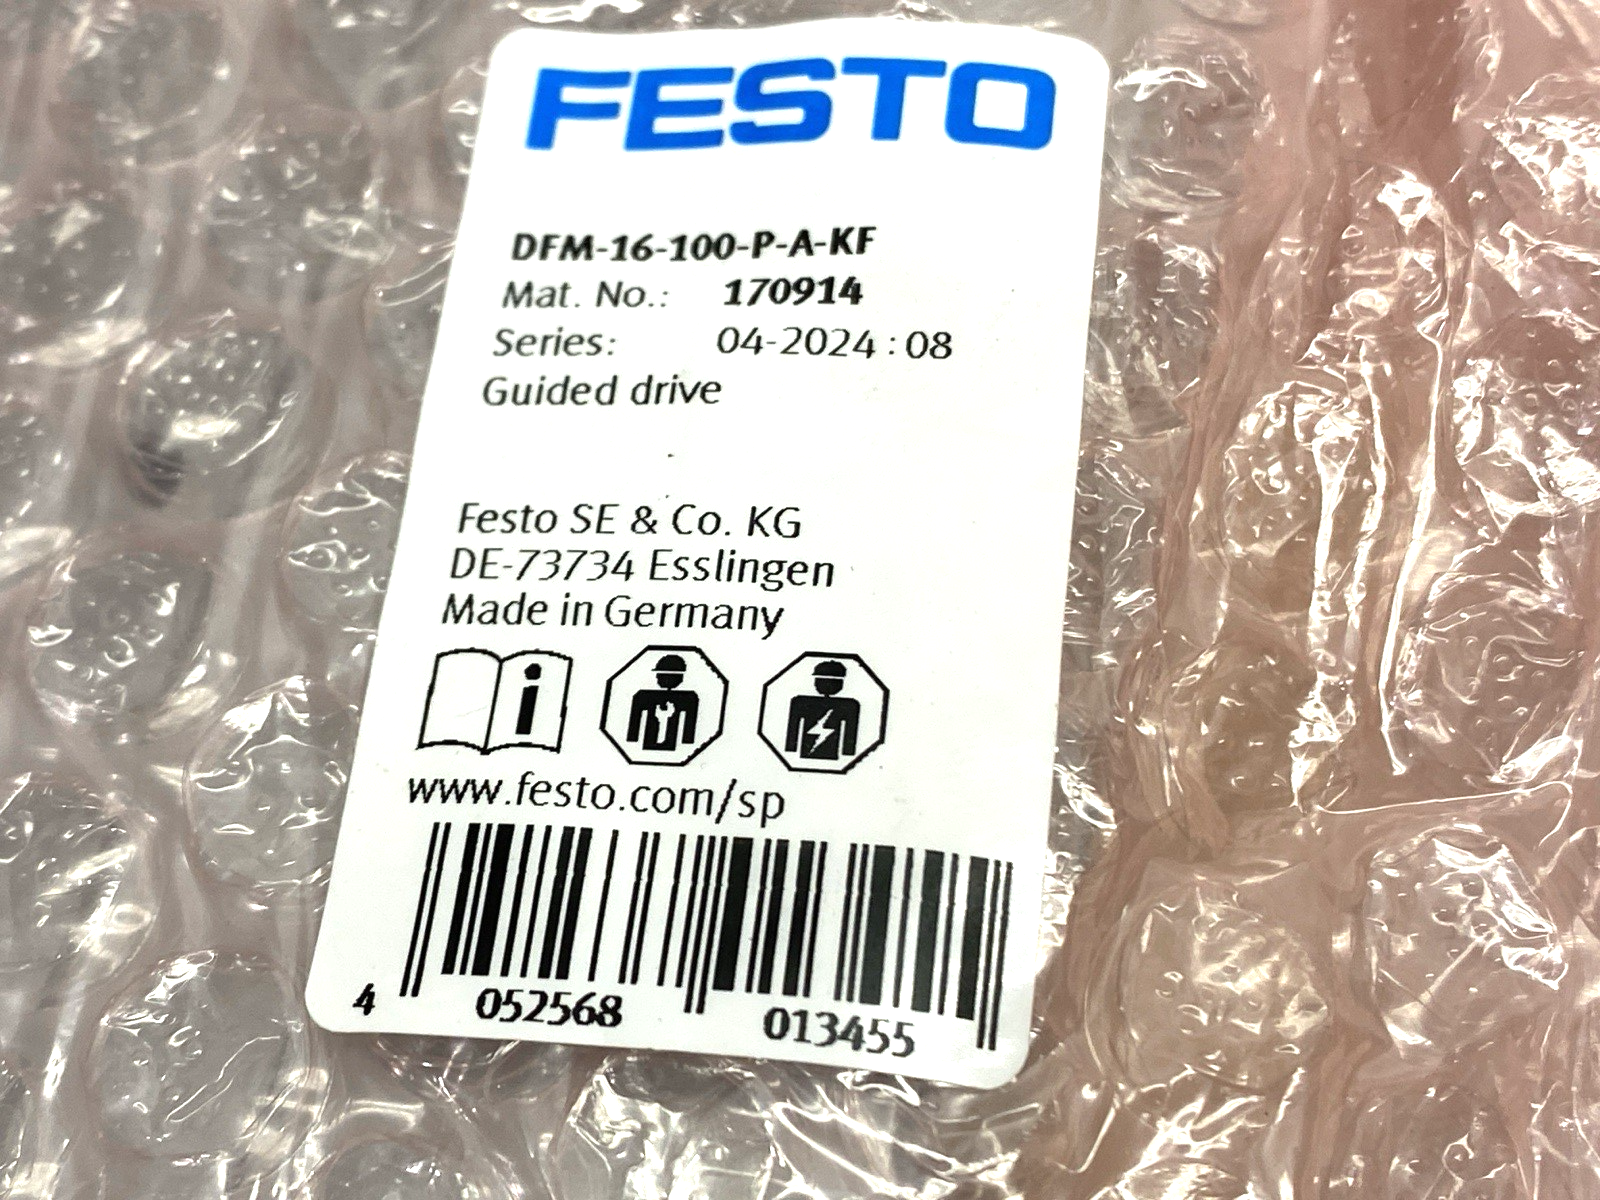 FESTO
DFM-16-100-P-A-KF
Mat. No.: 170914
Series: 04-2024 : 08
Guided drive
Festo SE & Co. KG
DE-73734 Esslingen
Made in Germany
www.festo.com/sp
4 052568 013455